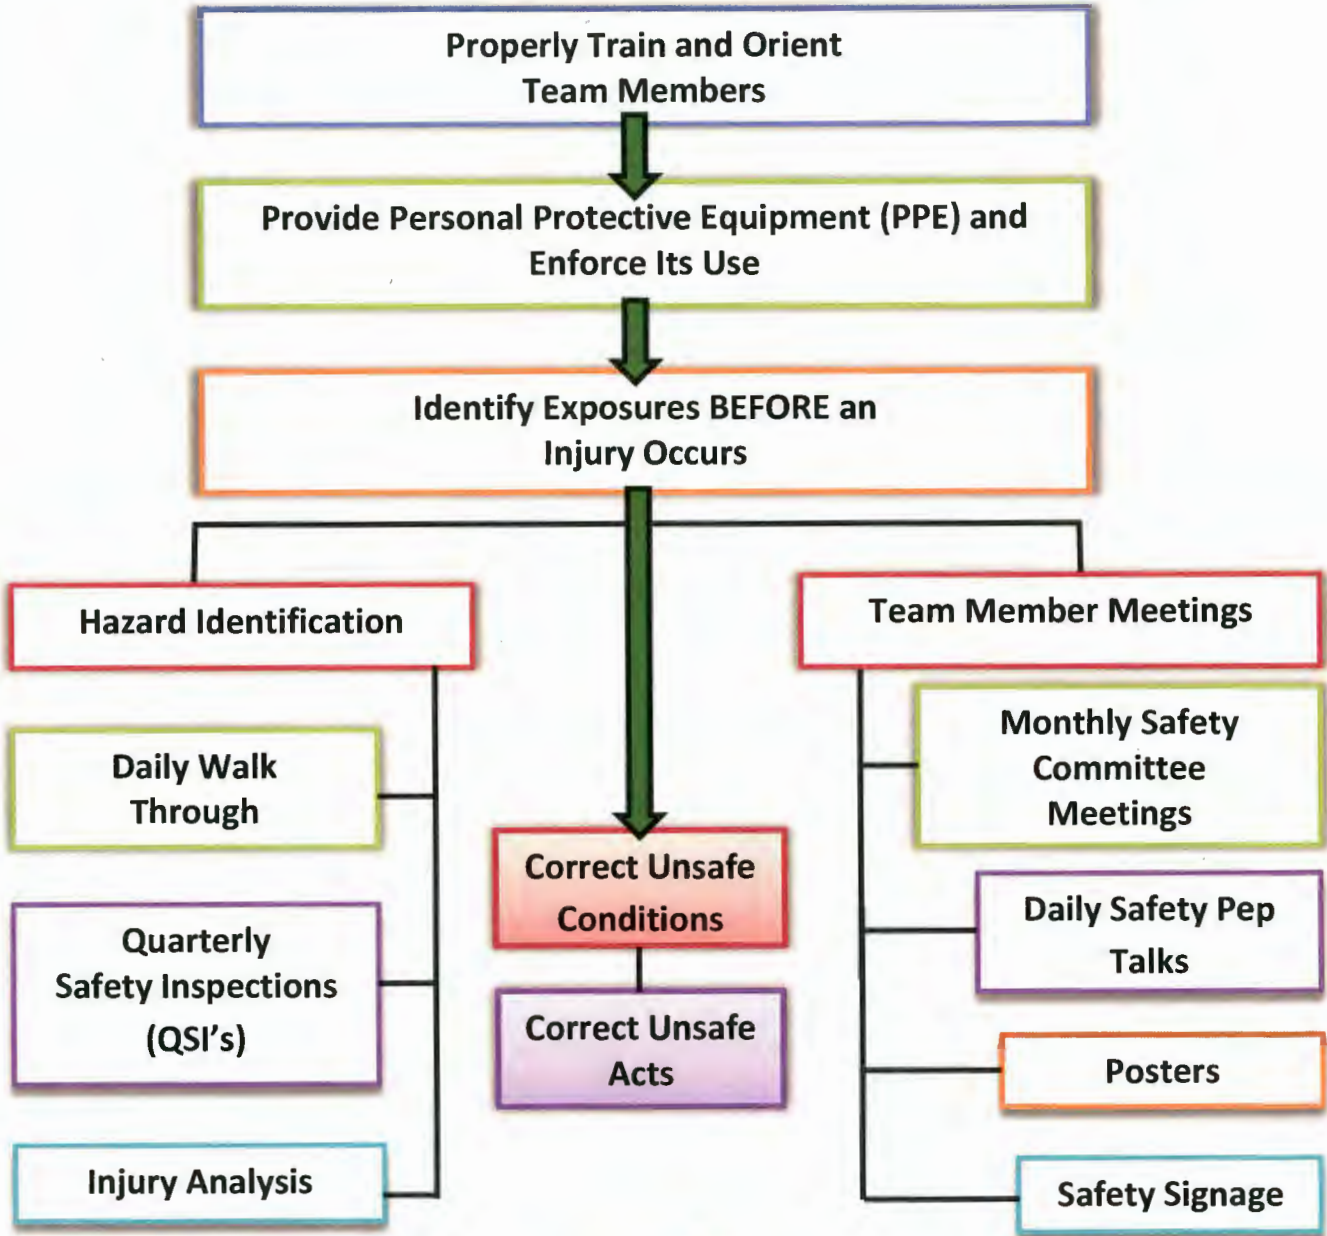 Properly Train and Orient
Team Members
Provide Personal Protective Equipment (PPE) and
Enforce Its Use
Identify Exposures BEFORE an
Injury Occurs
Hazard Identification
Daily Walk
Through
Quarterly
Safety Inspections
(QSI's)
Injury Analysis
Correct Unsafe
Conditions
Correct Unsafe
Acts
Team Member Meetings
Monthly Safety
Committee
Meetings
Daily Safety Pep
Talks
Posters
Safety Signage